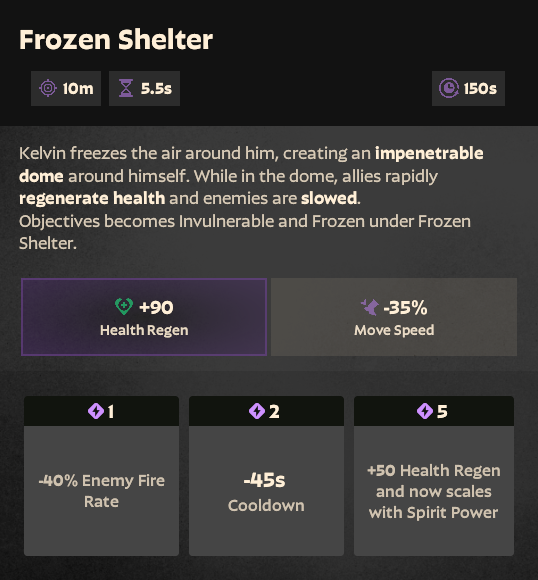 Frozen Shelter
10m 5.5s 150s
Kelvin freezes the air around him, creating an impenetrable
dome around himself. While in the dome, allies rapidly
regenerate health and enemies are slowed.
Objectives becomes Invulnerable and Frozen under Frozen
Shelter.
+90
Health Regen
-35%
Move Speed
1
-40% Enemy Fire
Rate
2
-45s
Cooldown
5
+50 Health Regen
and now scales
with Spirit Power